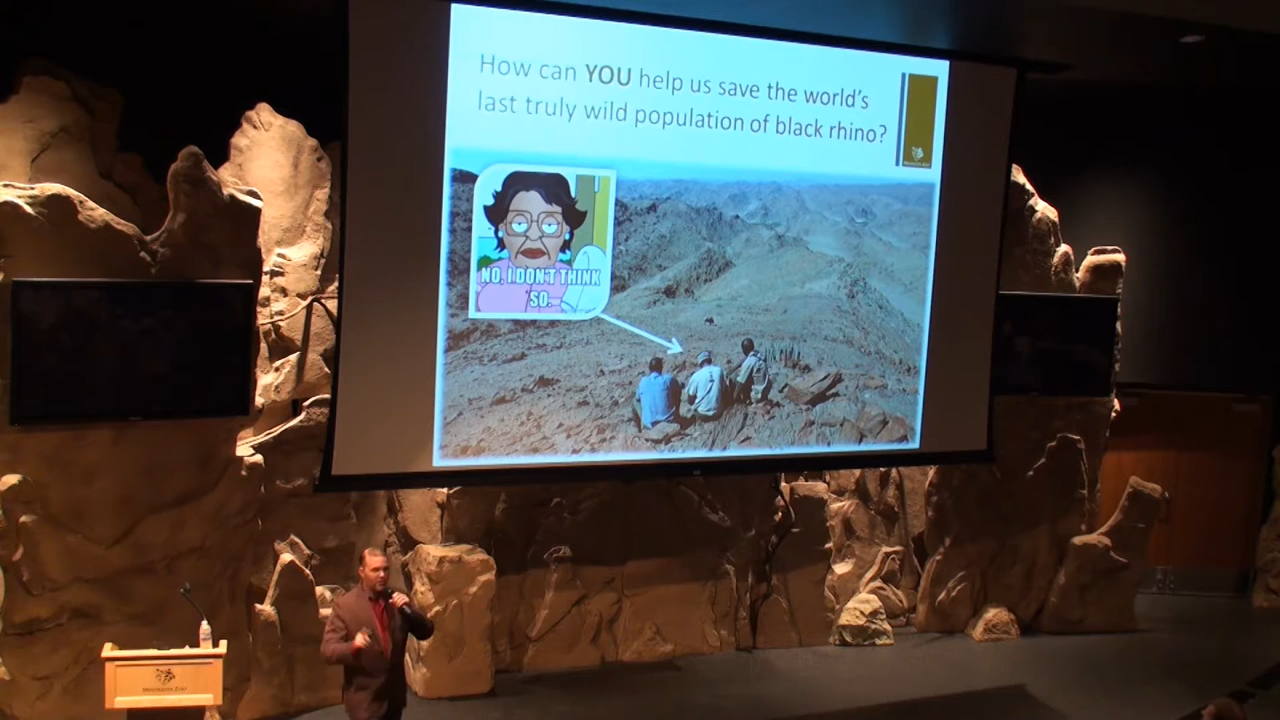 How can YOU help us save the world's
last truly wild population of black rhino?
NO, I DON'T THINK
SO.